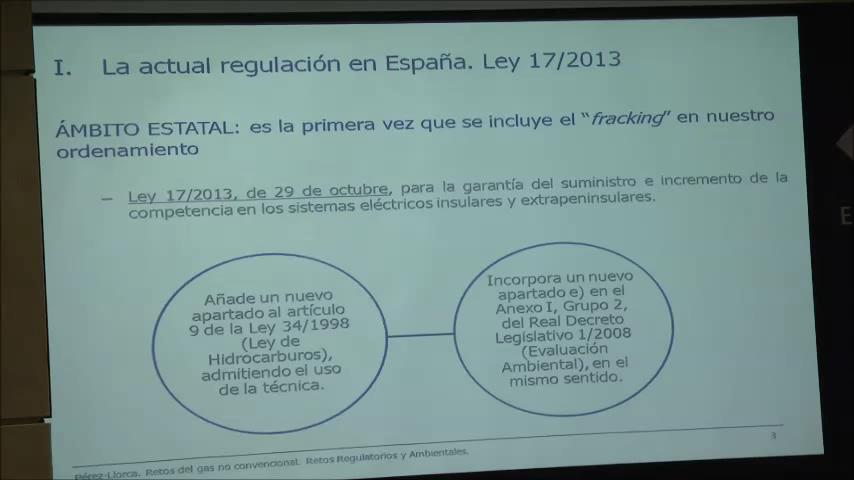 I. La actual regulación en España. Ley 17/2013
ÁMBITO ESTATAL: es la primera vez que se incluye el "fracking" en nuestro
ordenamiento
– Ley 17/2013, de 29 de octubre, para la garantía del suministro e incremento de la
competencia en los sistemas eléctricos insulares y extrapeninsulares.
Añade un nuevo
apartado al artículo
9 de la Ley 34/1998
(Ley de
Hidrocarburos),
admitiendo el uso
de la técnica.
Incorpora un nuevo
apartado e) en el
Anexo I, Grupo 2,
del Real Decreto
Legislativo 1/2008
(Evaluación
Ambiental), en el
mismo sentido.
3
Pérez-Llorca. Retos del gas no convencional. Retos Regulatorios y Ambientales.
E